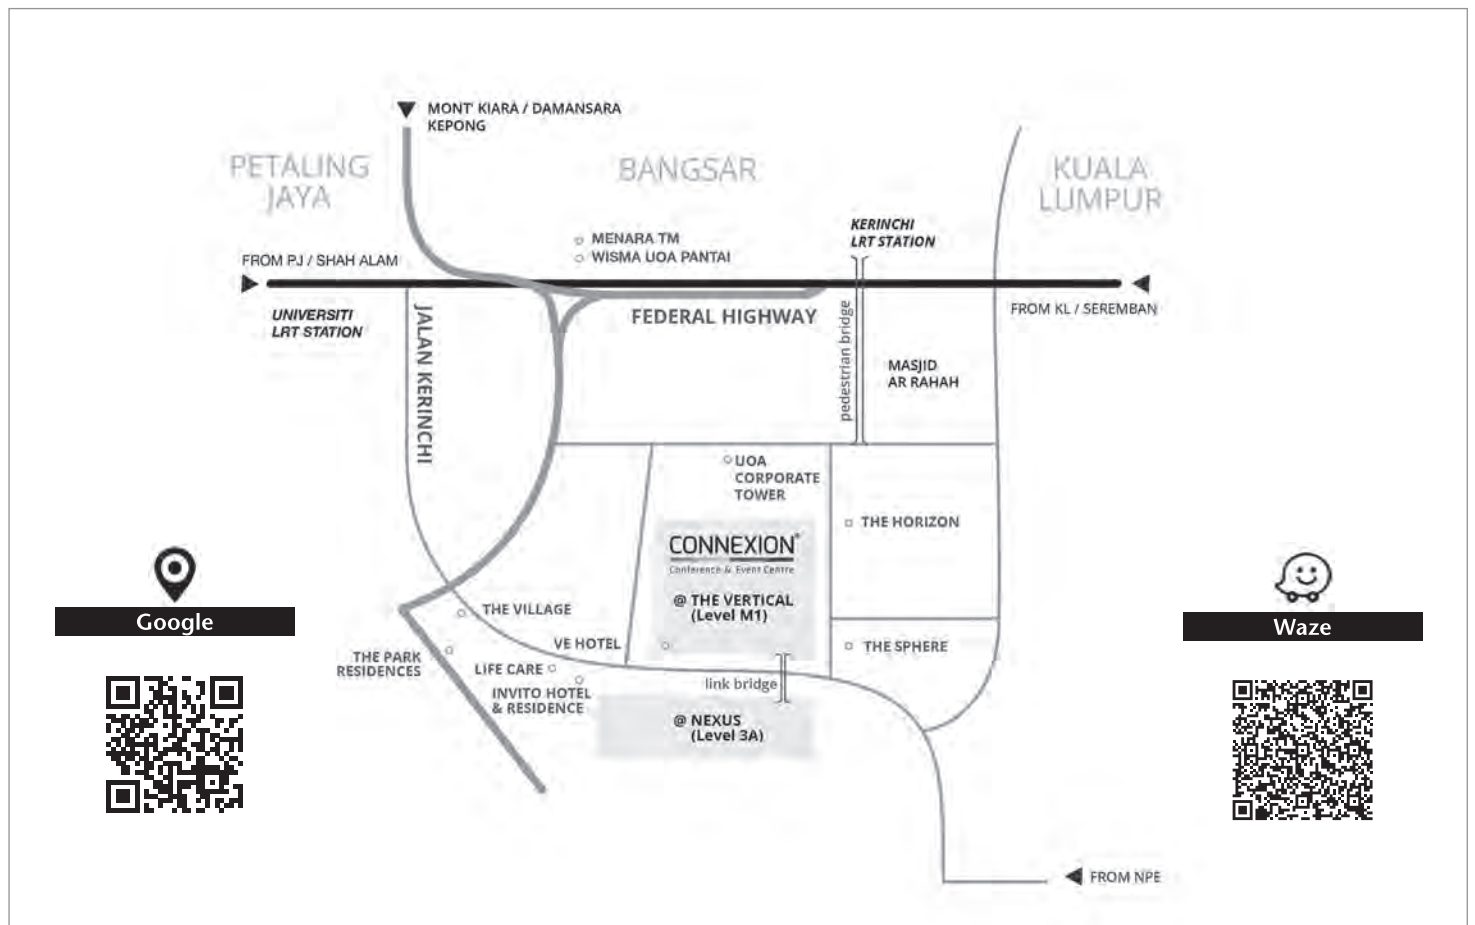 MONT' KIARA / DAMANSARA
KEPONG
PETALING
JAYA
BANGSAR
KUALA
LUMPUR
KERINCHI
LRT STATION
MENARA TM
WISMA UOA PANTAI
FROM PJ / SHAH ALAM
FROM KL / SEREMBAN
UNIVERSITI
LRT STATION
FEDERAL HIGHWAY
JALAN KERINCHI
pedestrian bridge
MASJID
AR RAHAH
UOA
CORPORATE
TOWER
THE HORIZON
CONNEXION®
Conference & Event Centre
@ THE VERTICAL
(Level M1)
THE VILLAGE
VE HOTEL
THE SPHERE
THE PARK
RESIDENCES
LIFE CARE
INVITO HOTEL
& RESIDENCE
link bridge
@ NEXUS
(Level 3A)
FROM NPE
Google
Waze